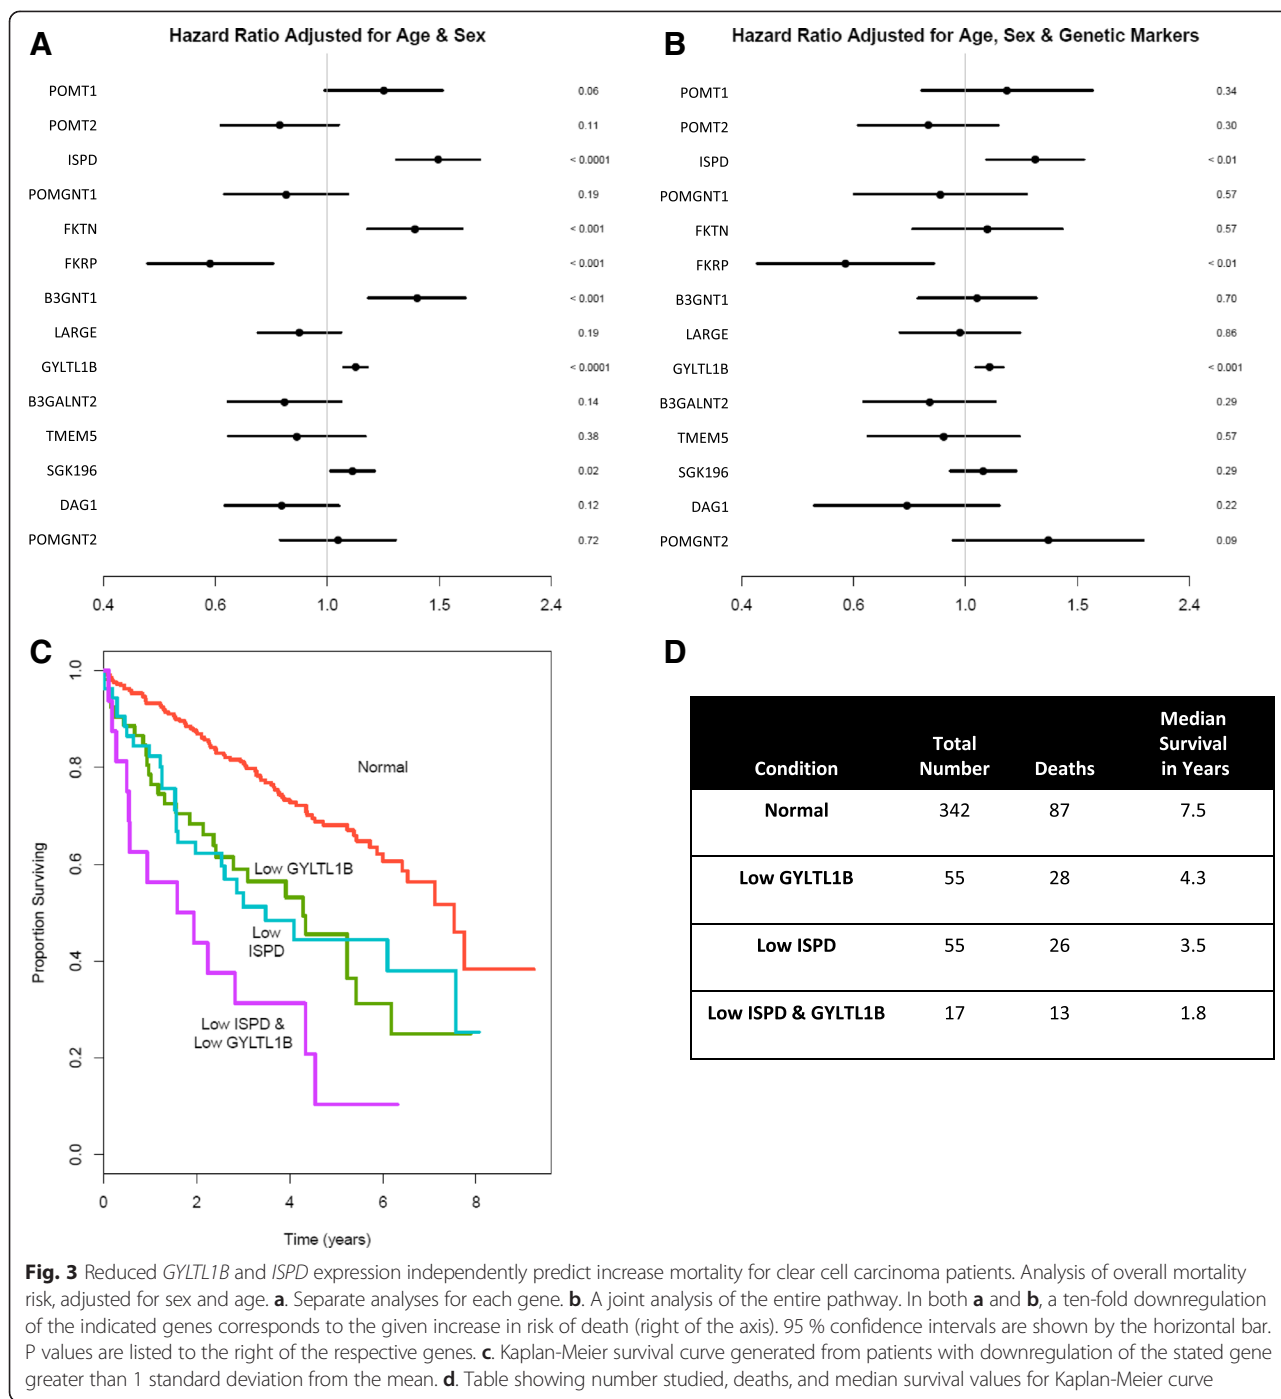 A
Hazard Ratio Adjusted for Age & Sex
POMT1 0.06
POMT2 0.11
ISPD < 0.0001
POMGNT1 0.19
FKTN < 0.001
FKRP < 0.001
B3GNT1 < 0.001
LARGE 0.19
GYLTL1B < 0.0001
B3GALNT2 0.14
TMEM5 0.38
SGK196 0.02
DAG1 0.12
POMGNT2 0.72
0.4 0.6 1.0 1.5 2.4
B
Hazard Ratio Adjusted for Age, Sex & Genetic Markers
POMT1 0.34
POMT2 0.30
ISPD < 0.01
POMGNT1 0.57
FKTN 0.57
FKRP < 0.01
B3GNT1 0.70
LARGE 0.86
GYLTL1B < 0.001
B3GALNT2 0.29
TMEM5 0.57
SGK196 0.29
DAG1 0.22
POMGNT2 0.09
0.4 0.6 1.0 1.5 2.4
C
Proportion Surviving
1.0
0.8
0.6
0.4
0.2
0.0
Normal
Low GYLTL1B
Low
ISPD
Low ISPD &
Low GYLTL1B
0 2 4 6 8
Time (years)
D
Condition Total Number Deaths Median Survival in Years
Normal 342 87 7.5
Low GYLTL1B 55 28 4.3
Low ISPD 55 26 3.5
Low ISPD & GYLTL1B 17 13 1.8
Fig. 3 Reduced GYLTL1B and ISPD expression independently predict increase mortality for clear cell carcinoma patients. Analysis of overall mortality
risk, adjusted for sex and age. a. Separate analyses for each gene. b. A joint analysis of the entire pathway. In both a and b, a ten-fold downregulation
of the indicated genes corresponds to the given increase in risk of death (right of the axis). 95 % confidence intervals are shown by the horizontal bar.
P values are listed to the right of the respective genes. c. Kaplan-Meier survival curve generated from patients with downregulation of the stated gene
greater than 1 standard deviation from the mean. d. Table showing number studied, deaths, and median survival values for Kaplan-Meier curve